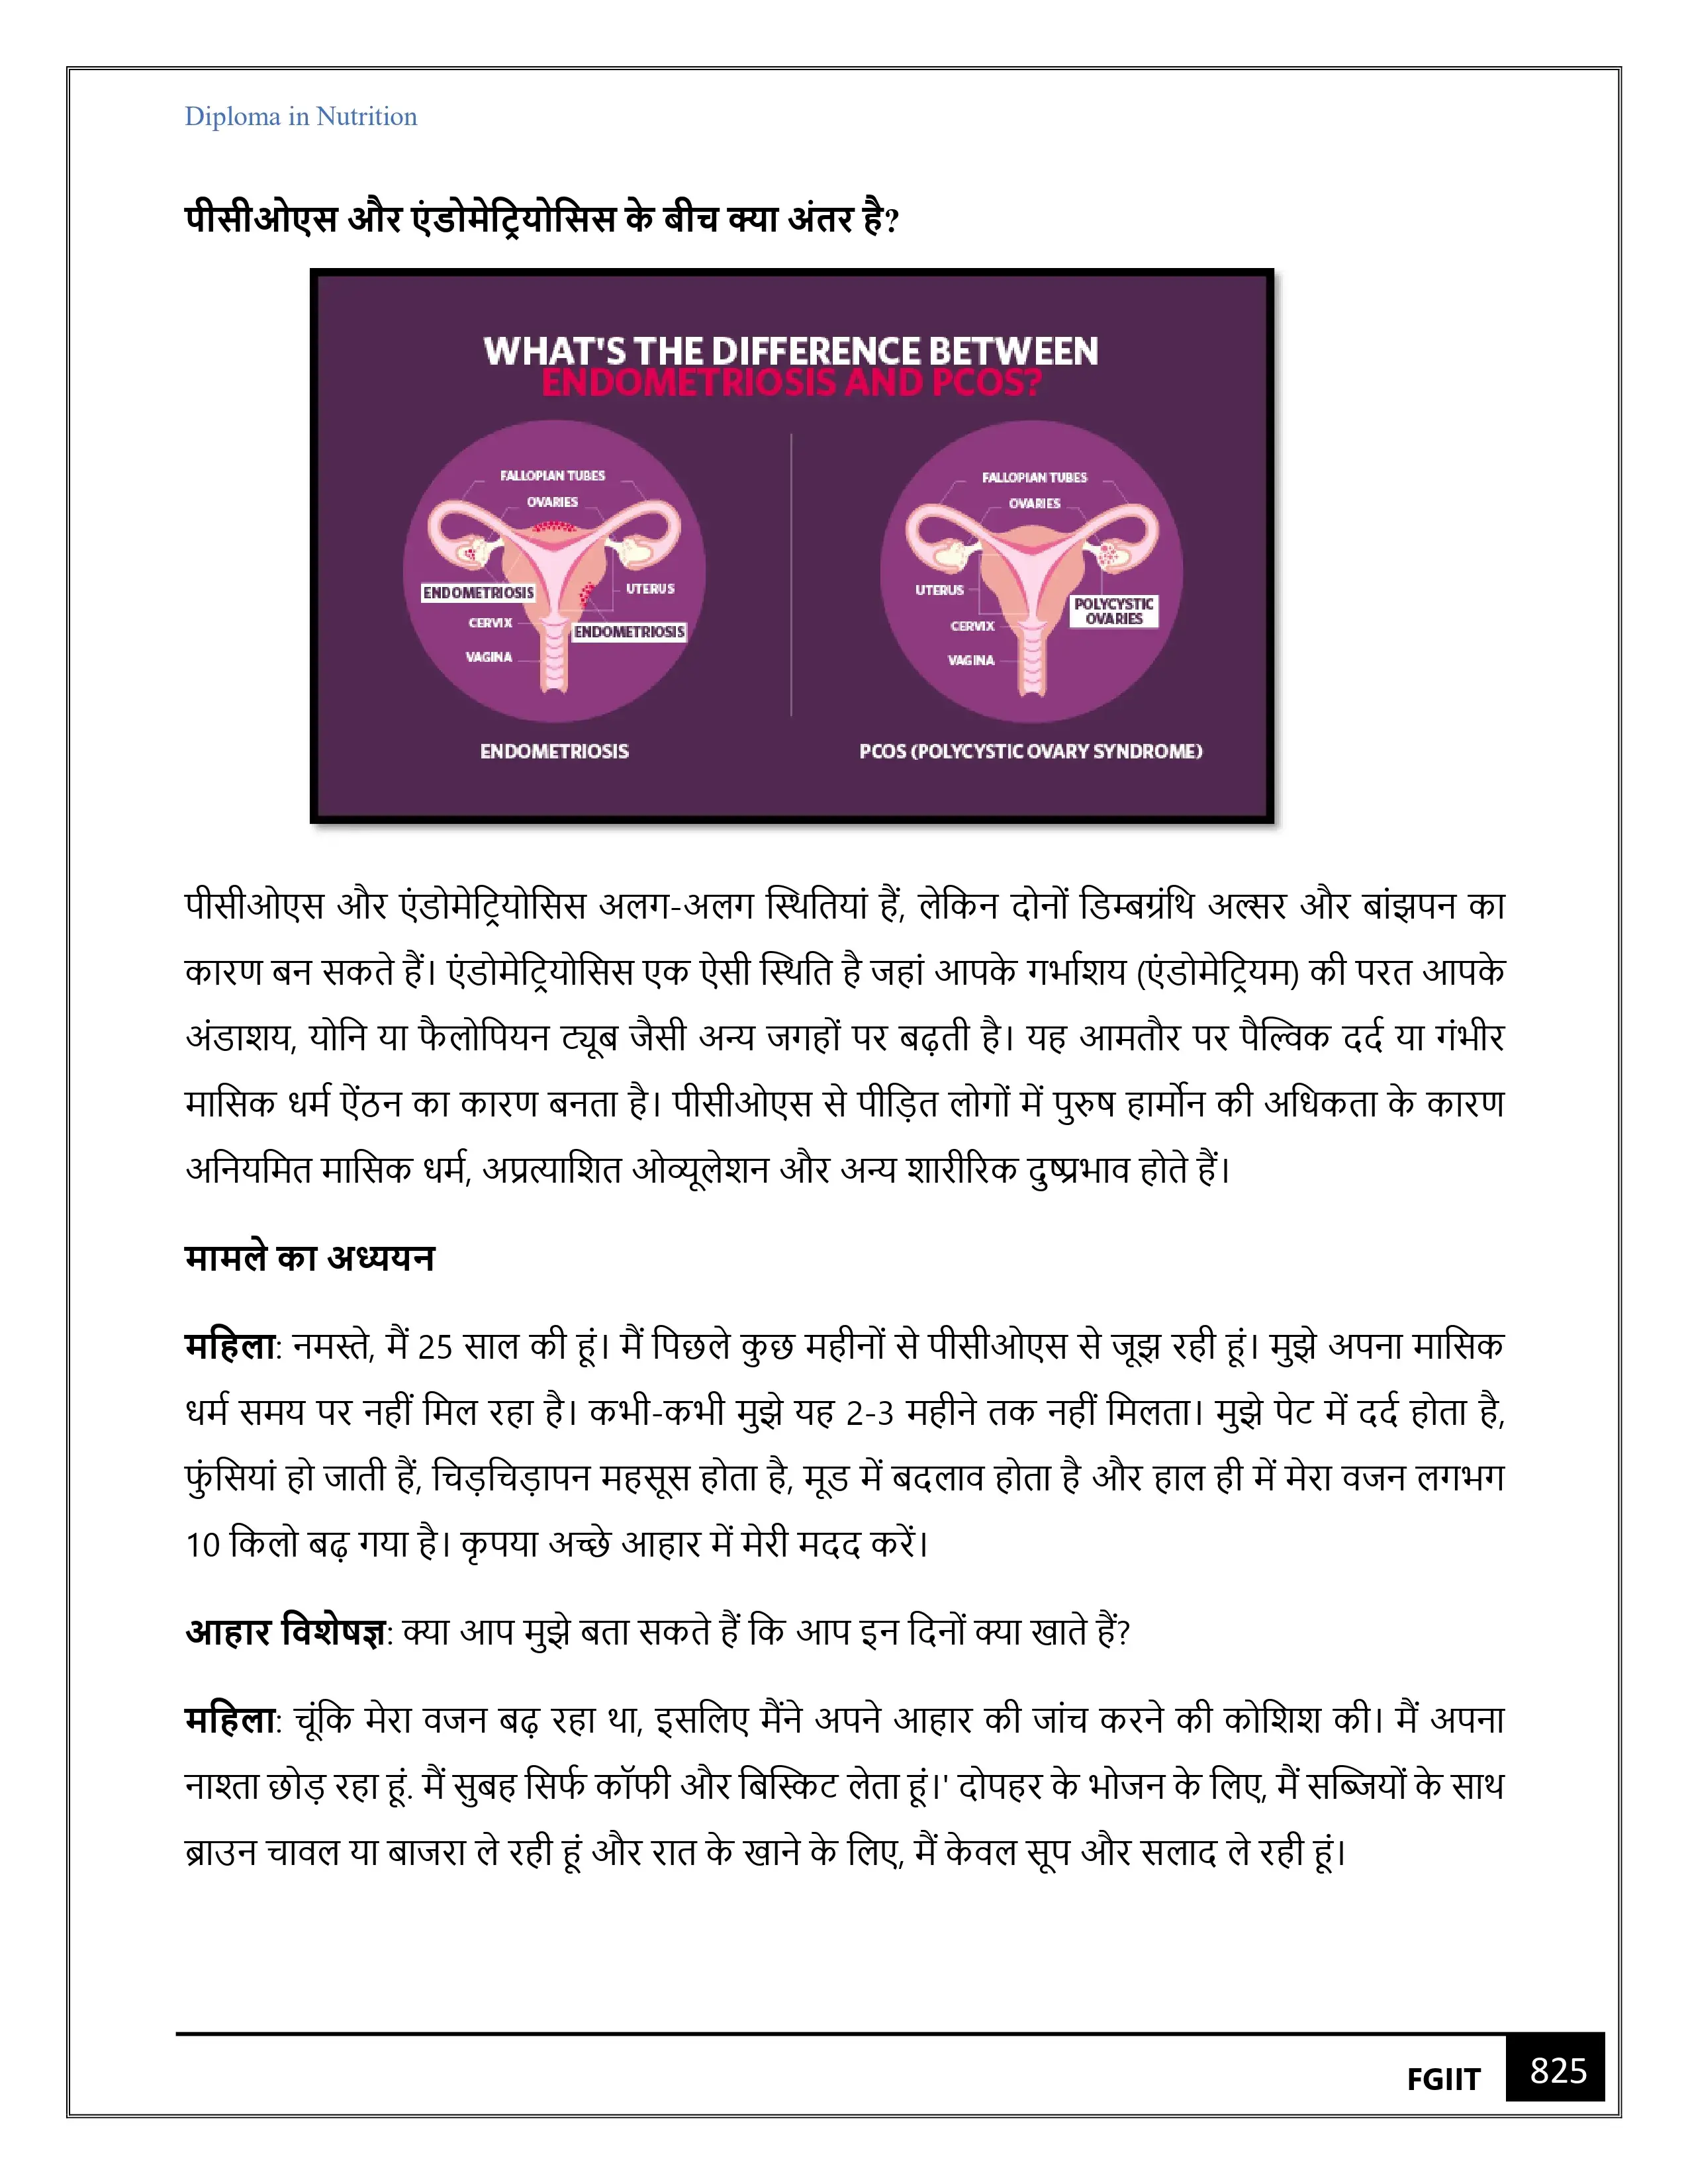 Diploma in Nutrition
पीसीओएस और एंडोमेट्रियोसिस के बीच क्या अंतर है?
WHAT'S THE DIFFERENCE BETWEEN
ENDOMETRIOSIS AND PCOS?
FALLOPIAN TUBES
OVARIES
ENDOMETRIOSIS
UTERUS
CERVIX
ENDOMETRIOSIS
VAGINA
ENDOMETRIOSIS
FALLOPIAN TUBES
OVARIES
UTERUS
POLYCYSTIC
OVARIES
CERVIX
VAGINA
PCOS (POLYCYSTIC OVARY SYNDROME)
पीसीओएस और एंडोमेट्रियोसिस अलग-अलग स्थितियां हैं, लेकिन दोनों डिम्बग्रंथि अल्सर और बांझपन का
कारण बन सकते हैं। एंडोमेट्रियोसिस एक ऐसी स्थिति है जहां आपके गर्भाशय (एंडोमेट्रियम) की परत आपके
अंडाशय, योनि या फैलोपियन ट्यूब जैसी अन्य जगहों पर बढ़ती है। यह आमतौर पर पैल्विक दर्द या गंभीर
मासिक धर्म ऐंठन का कारण बनता है। पीसीओएस से पीड़ित लोगों में पुरुष हार्मोन की अधिकता के कारण
अनियमित मासिक धर्म, अप्रत्याशित ओव्यूलेशन और अन्य शारीरिक दुष्प्रभाव होते हैं।
मामले का अध्ययन
महिला: नमस्ते, मैं 25 साल की हूं। मैं पिछले कुछ महीनों से पीसीओएस से जूझ रही हूं। मुझे अपना मासिक
धर्म समय पर नहीं मिल रहा है। कभी-कभी मुझे यह 2-3 महीने तक नहीं मिलता। मुझे पेट में दर्द होता है,
फुंसियां हो जाती हैं, चिड़चिड़ापन महसूस होता है, मूड में बदलाव होता है और हाल ही में मेरा वजन लगभग
10 किलो बढ़ गया है। कृपया अच्छे आहार में मेरी मदद करें।
आहार विशेषज्ञ: क्या आप मुझे बता सकते हैं कि आप इन दिनों क्या खाते हैं?
महिला: चूंकि मेरा वजन बढ़ रहा था, इसलिए मैंने अपने आहार की जांच करने की कोशिश की। मैं अपना
नाश्ता छोड़ रहा हूं. मैं सुबह सिर्फ कॉफी और बिस्किट लेता हूं।' दोपहर के भोजन के लिए, मैं सब्जियों के साथ
ब्राउन चावल या बाजरा ले रही हूं और रात के खाने के लिए, मैं केवल सूप और सलाद ले रही हूं।
FGIIT
825